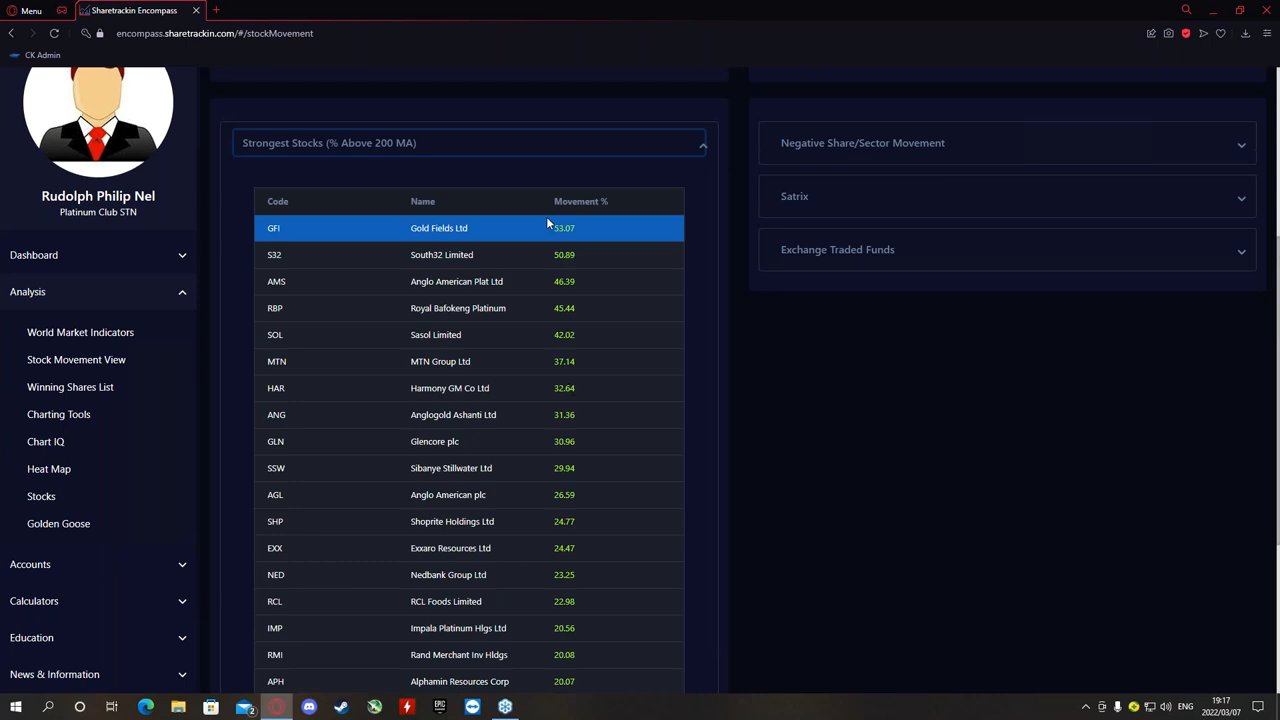 Menu
Sharetrackin Encompass
encompass.sharetrackin.com/#/stockMovement
CK Admin
Rudolph Philip Nel
Platinum Club STN
Dashboard
Analysis
World Market Indicators
Stock Movement View
Winning Shares List
Charting Tools
Chart IQ
Heat Map
Stocks
Golden Goose
Accounts
Calculators
Education
News & Information
Strongest Stocks (% Above 200 MA)
Code Name Movement %
GFI Gold Fields Ltd 53.07
S32 South32 Limited 50.89
AMS Anglo American Plat Ltd 46.39
RBP Royal Bafokeng Platinum 45.44
SOL Sasol Limited 42.02
MTN MTN Group Ltd 37.14
HAR Harmony GM Co Ltd 32.64
ANG Anglogold Ashanti Ltd 31.36
GLN Glencore plc 30.96
SSW Sibanye Stillwater Ltd 29.94
AGL Anglo American plc 26.59
SHP Shoprite Holdings Ltd 24.77
EXX Exxaro Resources Ltd 24.47
NED Nedbank Group Ltd 23.25
RCL RCL Foods Limited 22.98
IMP Impala Platinum Hlgs Ltd 20.56
RMI Rand Merchant Inv Hldgs 20.08
APH Alphamin Resources Corp 20.07
Negative Share/Sector Movement
Satrix
Exchange Traded Funds
2
EPIC
ENG
19:17
2022/03/07